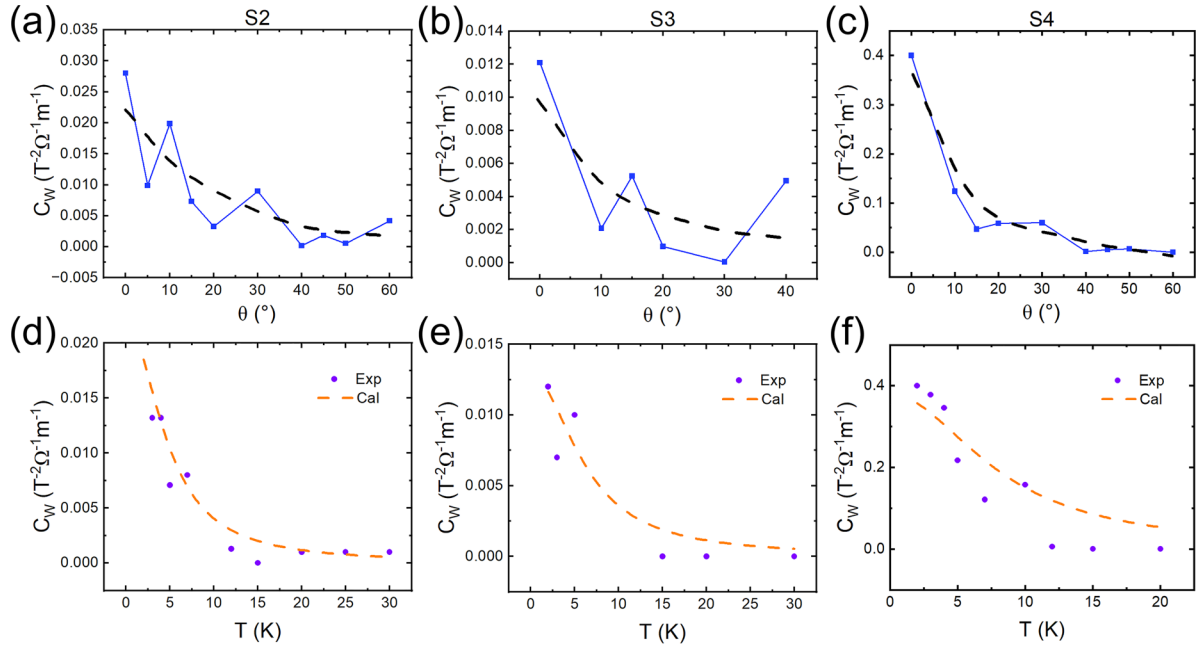 (a)
S2
0.035
0.030
0.025
0.020
0.015
0.010
0.005
0.000
−0.005
C_W (T⁻²Ω⁻¹m⁻¹)
0 10 20 30 40 50 60
θ (°)
(b)
S3
0.014
0.012
0.010
0.008
0.006
0.004
0.002
0.000
C_W (T⁻²Ω⁻¹m⁻¹)
0 10 20 30 40
θ (°)
(c)
S4
0.4
0.3
0.2
0.1
0.0
C_W (T⁻²Ω⁻¹m⁻¹)
0 10 20 30 40 50 60
θ (°)
(d)
0.020
0.015
0.010
0.005
0.000
C_W (T⁻²Ω⁻¹m⁻¹)
Exp
Cal
0 5 10 15 20 25 30
T (K)
(e)
0.015
0.010
0.005
0.000
C_W (T⁻²Ω⁻¹m⁻¹)
Exp
Cal
0 5 10 15 20 25 30
T (K)
(f)
0.4
0.2
0.0
C_W (T⁻²Ω⁻¹m⁻¹)
Exp
Cal
0 5 10 15 20
T (K)